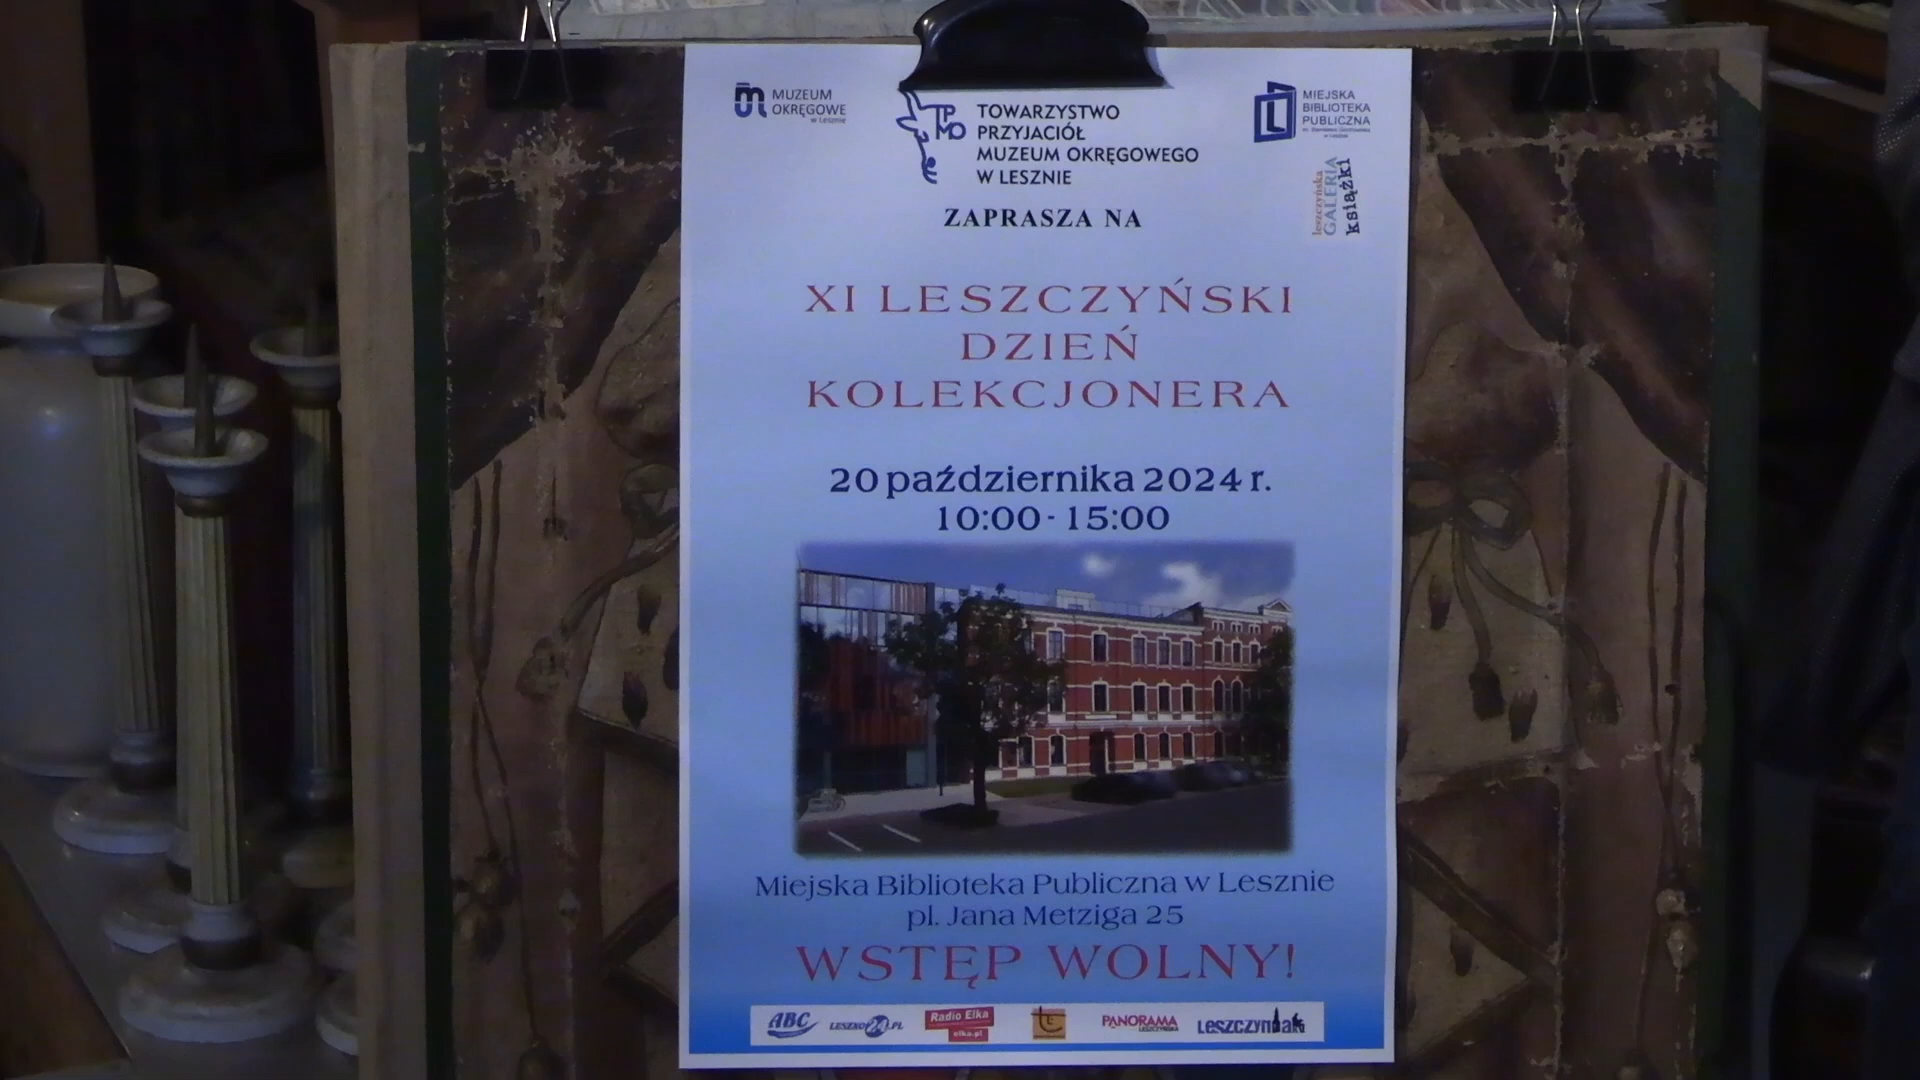 MUZEUM
OKRĘGOWE
w Lesznie
TPMO
TOWARZYSTWO
PRZYJACIÓŁ
MUZEUM OKRĘGOWEGO
W LESZNIE
MIEJSKA
BIBLIOTEKA
PUBLICZNA
leszczyńska
GALERIA
książki
ZAPRASZA NA
XI LESZCZYŃSKI
DZIEŃ
KOLEKCJONERA
20 października 2024 r.
10:00 - 15:00
Miejska Biblioteka Publiczna w Lesznie
pl. Jana Metziga 25
WSTĘP WOLNY!
ABC
LESZNO24.PL
Radio Elka
elka.pl
PANORAMA
LESZCZYŃSKA
LESZCZYNIAK